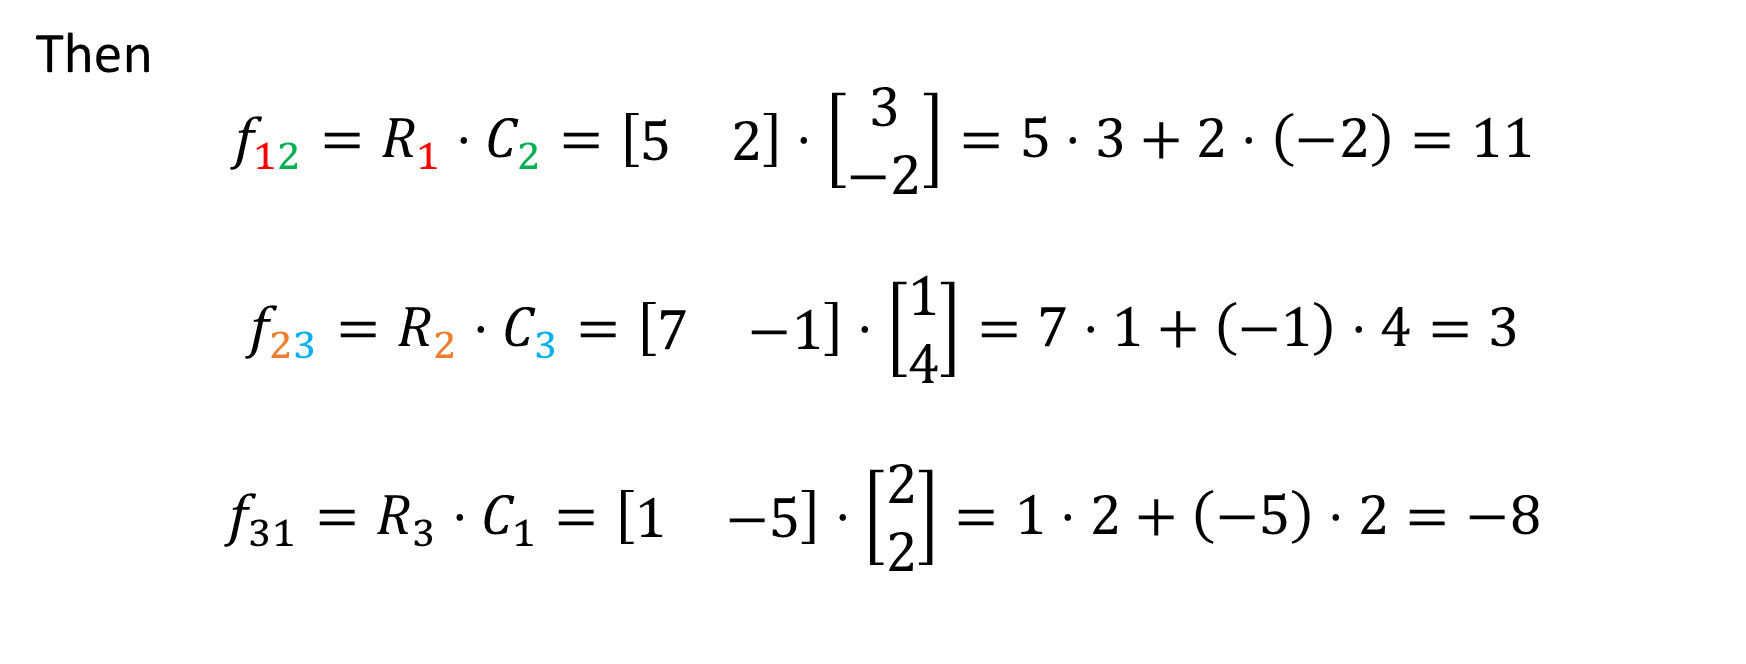 Then
f₁₂ = R₁ · C₂ = [5 2] · [3 −2] = 5 · 3 + 2 · (−2) = 11
f₂₃ = R₂ · C₃ = [7 −1] · [1 4] = 7 · 1 + (−1) · 4 = 3
f₃₁ = R₃ · C₁ = [1 −5] · [2 2] = 1 · 2 + (−5) · 2 = −8